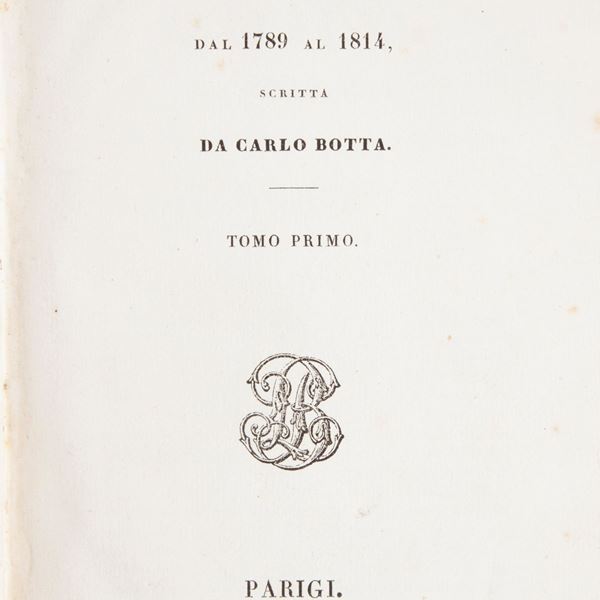 DAL 1789 AL 1814,
SCRITTA
DA CARLO BOTTA.
TOMO PRIMO.
PARIGI.